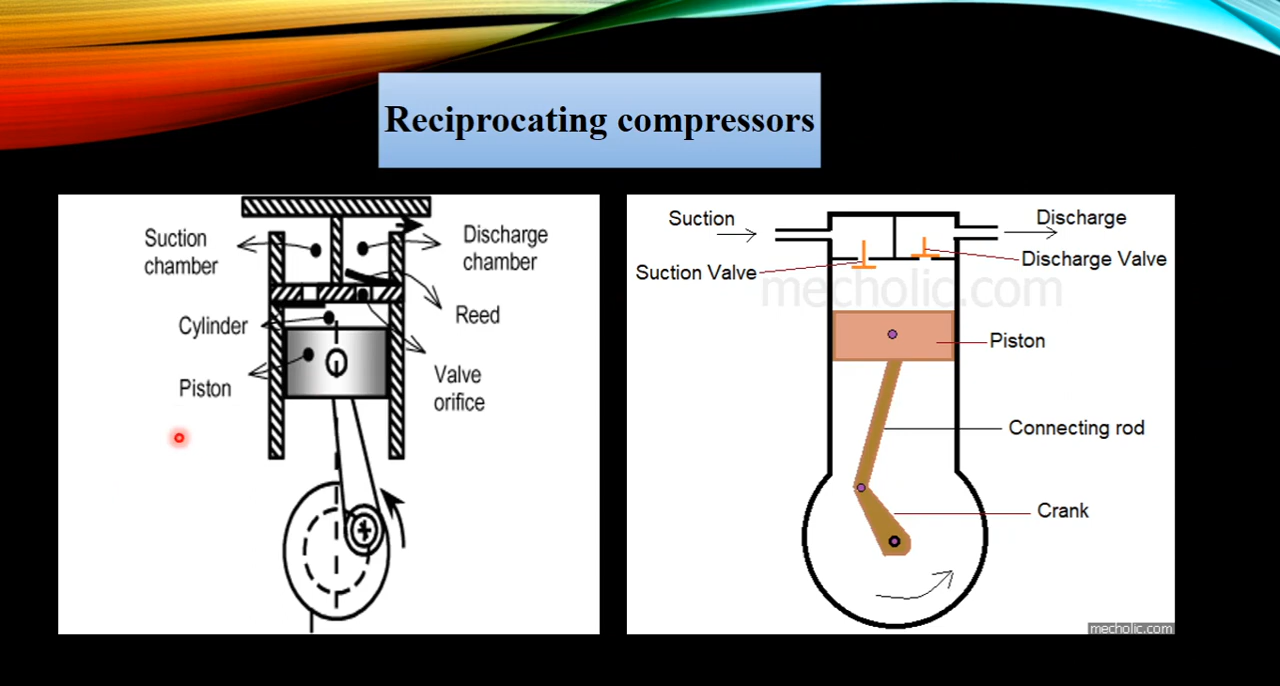 Reciprocating compressors
Suction
chamber
Discharge
chamber
Cylinder
Reed
Piston
Valve
orifice
Suction
Discharge
Suction Valve
Discharge Valve
mecholic.com
Piston
Connecting rod
Crank
mecholic.com